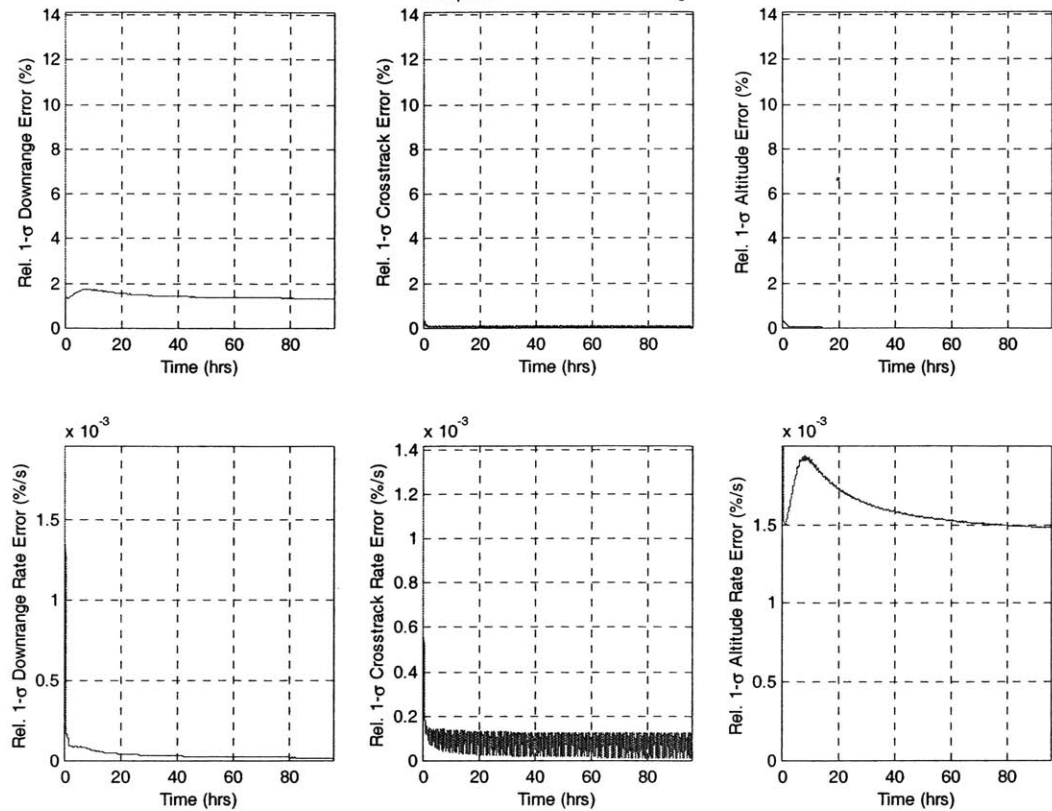 Rel. 1-σ Downrange Error (%)
14
12
10
8
6
4
2
0
0 20 40 60 80
Time (hrs)
Rel. 1-σ Crosstrack Error (%)
14
12
10
8
6
4
2
0
0 20 40 60 80
Time (hrs)
Rel. 1-σ Altitude Error (%)
14
12
10
8
6
4
2
0
0 20 40 60 80
Time (hrs)
x 10⁻³
Rel. 1-σ Downrange Rate Error (%/s)
1.5
1
0.5
0
0 20 40 60 80
Time (hrs)
x 10⁻³
Rel. 1-σ Crosstrack Rate Error (%/s)
1.4
1.2
1
0.8
0.6
0.4
0.2
0
0 20 40 60 80
Time (hrs)
x 10⁻³
Rel. 1-σ Altitude Rate Error (%/s)
1.5
1
0.5
0
0 20 40 60 80
Time (hrs)